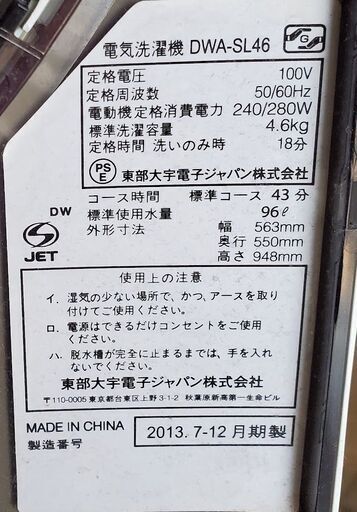 電気洗濯機 DWA-SL46
定格電圧 100V
定格周波数 50/60Hz
電動機定格消費電力 240/280W
標準洗濯容量 4.6kg
定格時間 洗いのみ時 18分
PS
E
東部大宇電子ジャパン株式会社
コース時間 標準コース 43分
DW
標準使用水量 96ℓ
外形寸法 幅 563mm
奥行 550mm
高さ 948mm
JET
使用上の注意
イ. 湿気の少ない場所で、かつ、アースを取り
付けてご使用ください。
ロ. 電源はできるだけコンセントをご使用
ください。
ハ. 脱水槽が完全に止まるまでは、手を入れ
ないでください。
東部大宇電子ジャパン株式会社
〒110-0005 東京都台東区上野3-1-2 秋葉原新高第一生命ビル
MADE IN CHINA
製造番号
2013. 7-12月期製